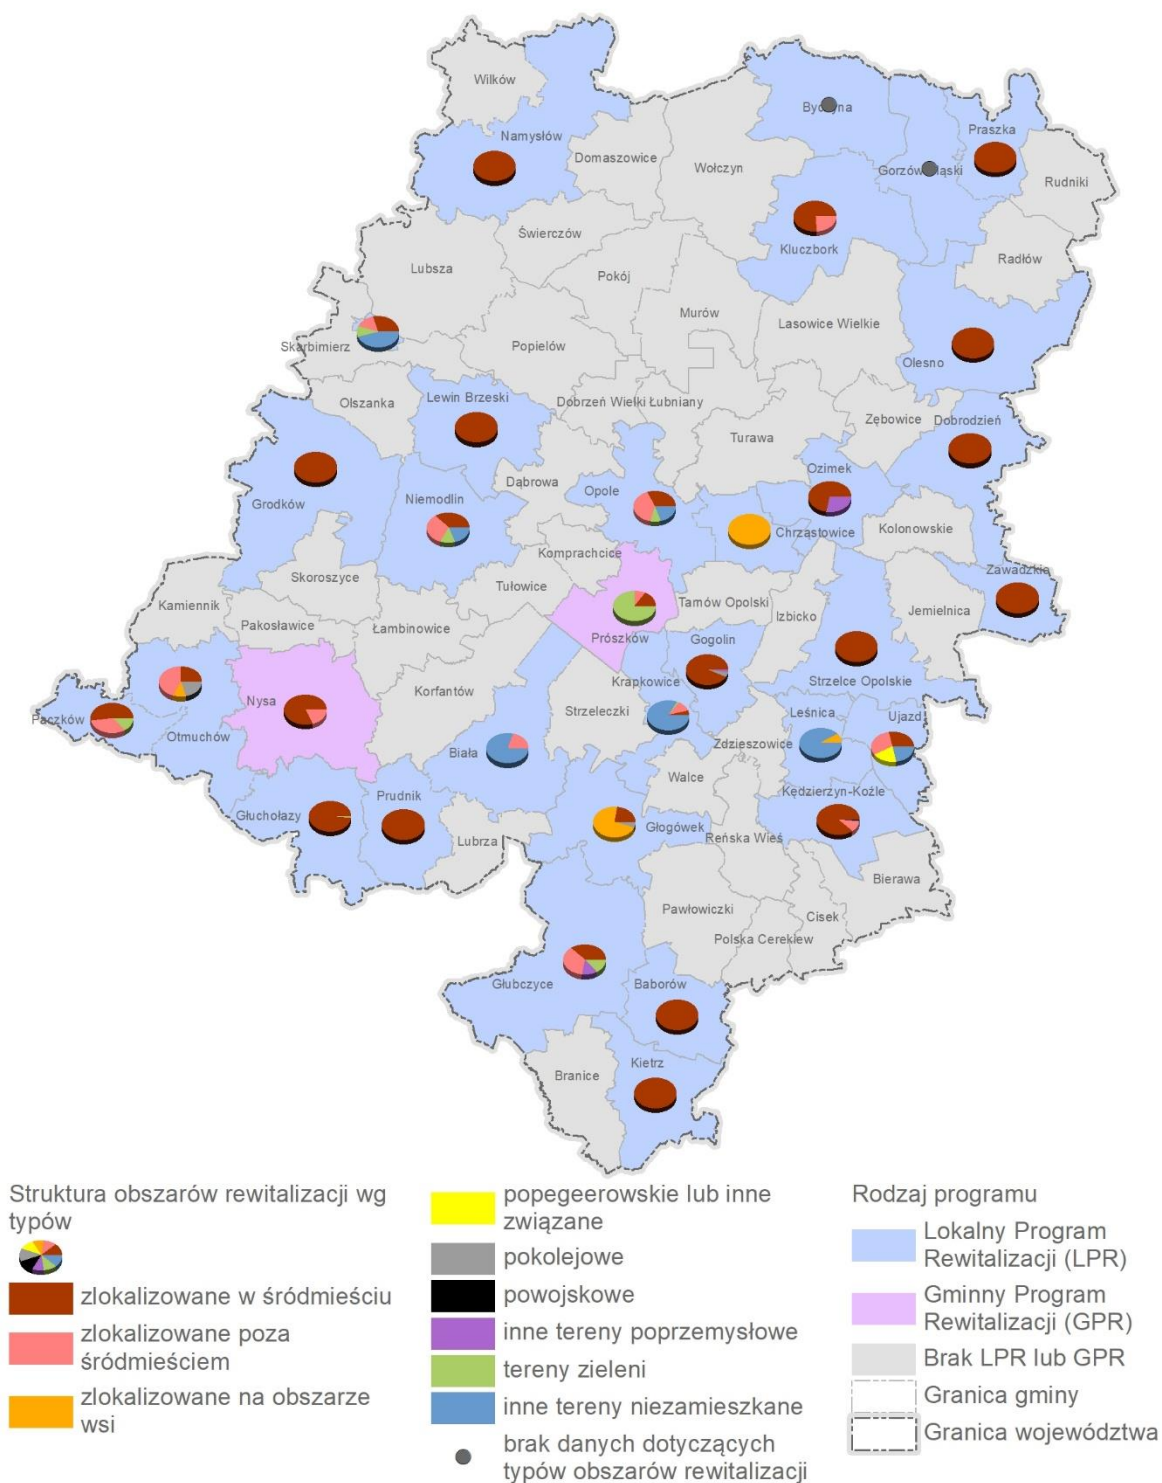 Wilków
Namysłów
Domaszowice
Wołczyn
Byczyna
Praszka
Gorzów Śląski
Rudniki
Kluczbork
Radłów
Świerczów
Lubsza
Pokój
Murów
Lasowice Wielkie
Skarbimierz
Popielów
Olesno
Olszanka
Lewin Brzeski
Dobrzeń Wielki
Łubniany
Turawa
Zębowice
Dobrodzień
Grodków
Niemodlin
Dąbrowa
Opole
Ozimek
Chrząstowice
Kolonowskie
Komprachcice
Skoroszyce
Tułowice
Zawadzkie
Kamiennik
Pakosławice
Łambinowice
Prószków
Tarnów Opolski
Izbicko
Jemielnica
Gogolin
Strzelce Opolskie
Paczków
Otmuchów
Nysa
Korfantów
Krapkowice
Strzeleczki
Leśnica
Ujazd
Biała
Zdzieszowice
Walce
Kędzierzyn-Koźle
Głuchołazy
Prudnik
Lubrza
Głogówek
Reńska Wieś
Bierawa
Pawłowiczki
Cisek
Polska Cerekiew
Głubczyce
Baborów
Branice
Kietrz
Struktura obszarów rewitalizacji wg
typów
zlokalizowane w śródmieściu
zlokalizowane poza
śródmieściem
zlokalizowane na obszarze
wsi
popegeerowskie lub inne
związane
pokolejowe
powojskowe
inne tereny poprzemysłowe
tereny zieleni
inne tereny niezamieszkane
brak danych dotyczących
typów obszarów rewitalizacji
Rodzaj programu
Lokalny Program
Rewitalizacji (LPR)
Gminny Program
Rewitalizacji (GPR)
Brak LPR lub GPR
Granica gminy
Granica województwa